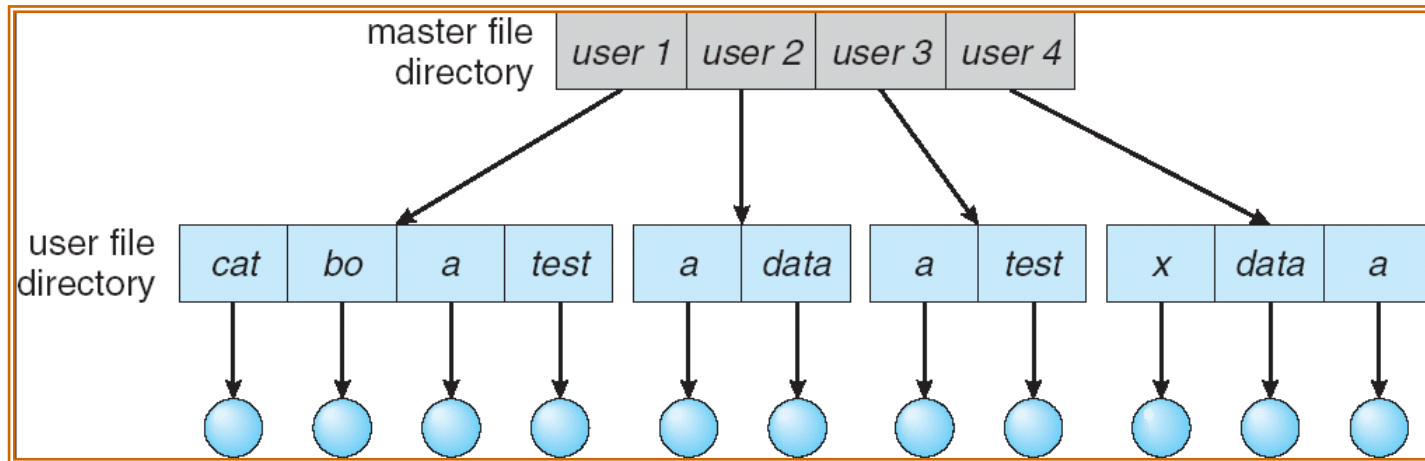 master file
directory
user 1 user 2 user 3 user 4
user file
directory
cat bo a test a data a test x data a